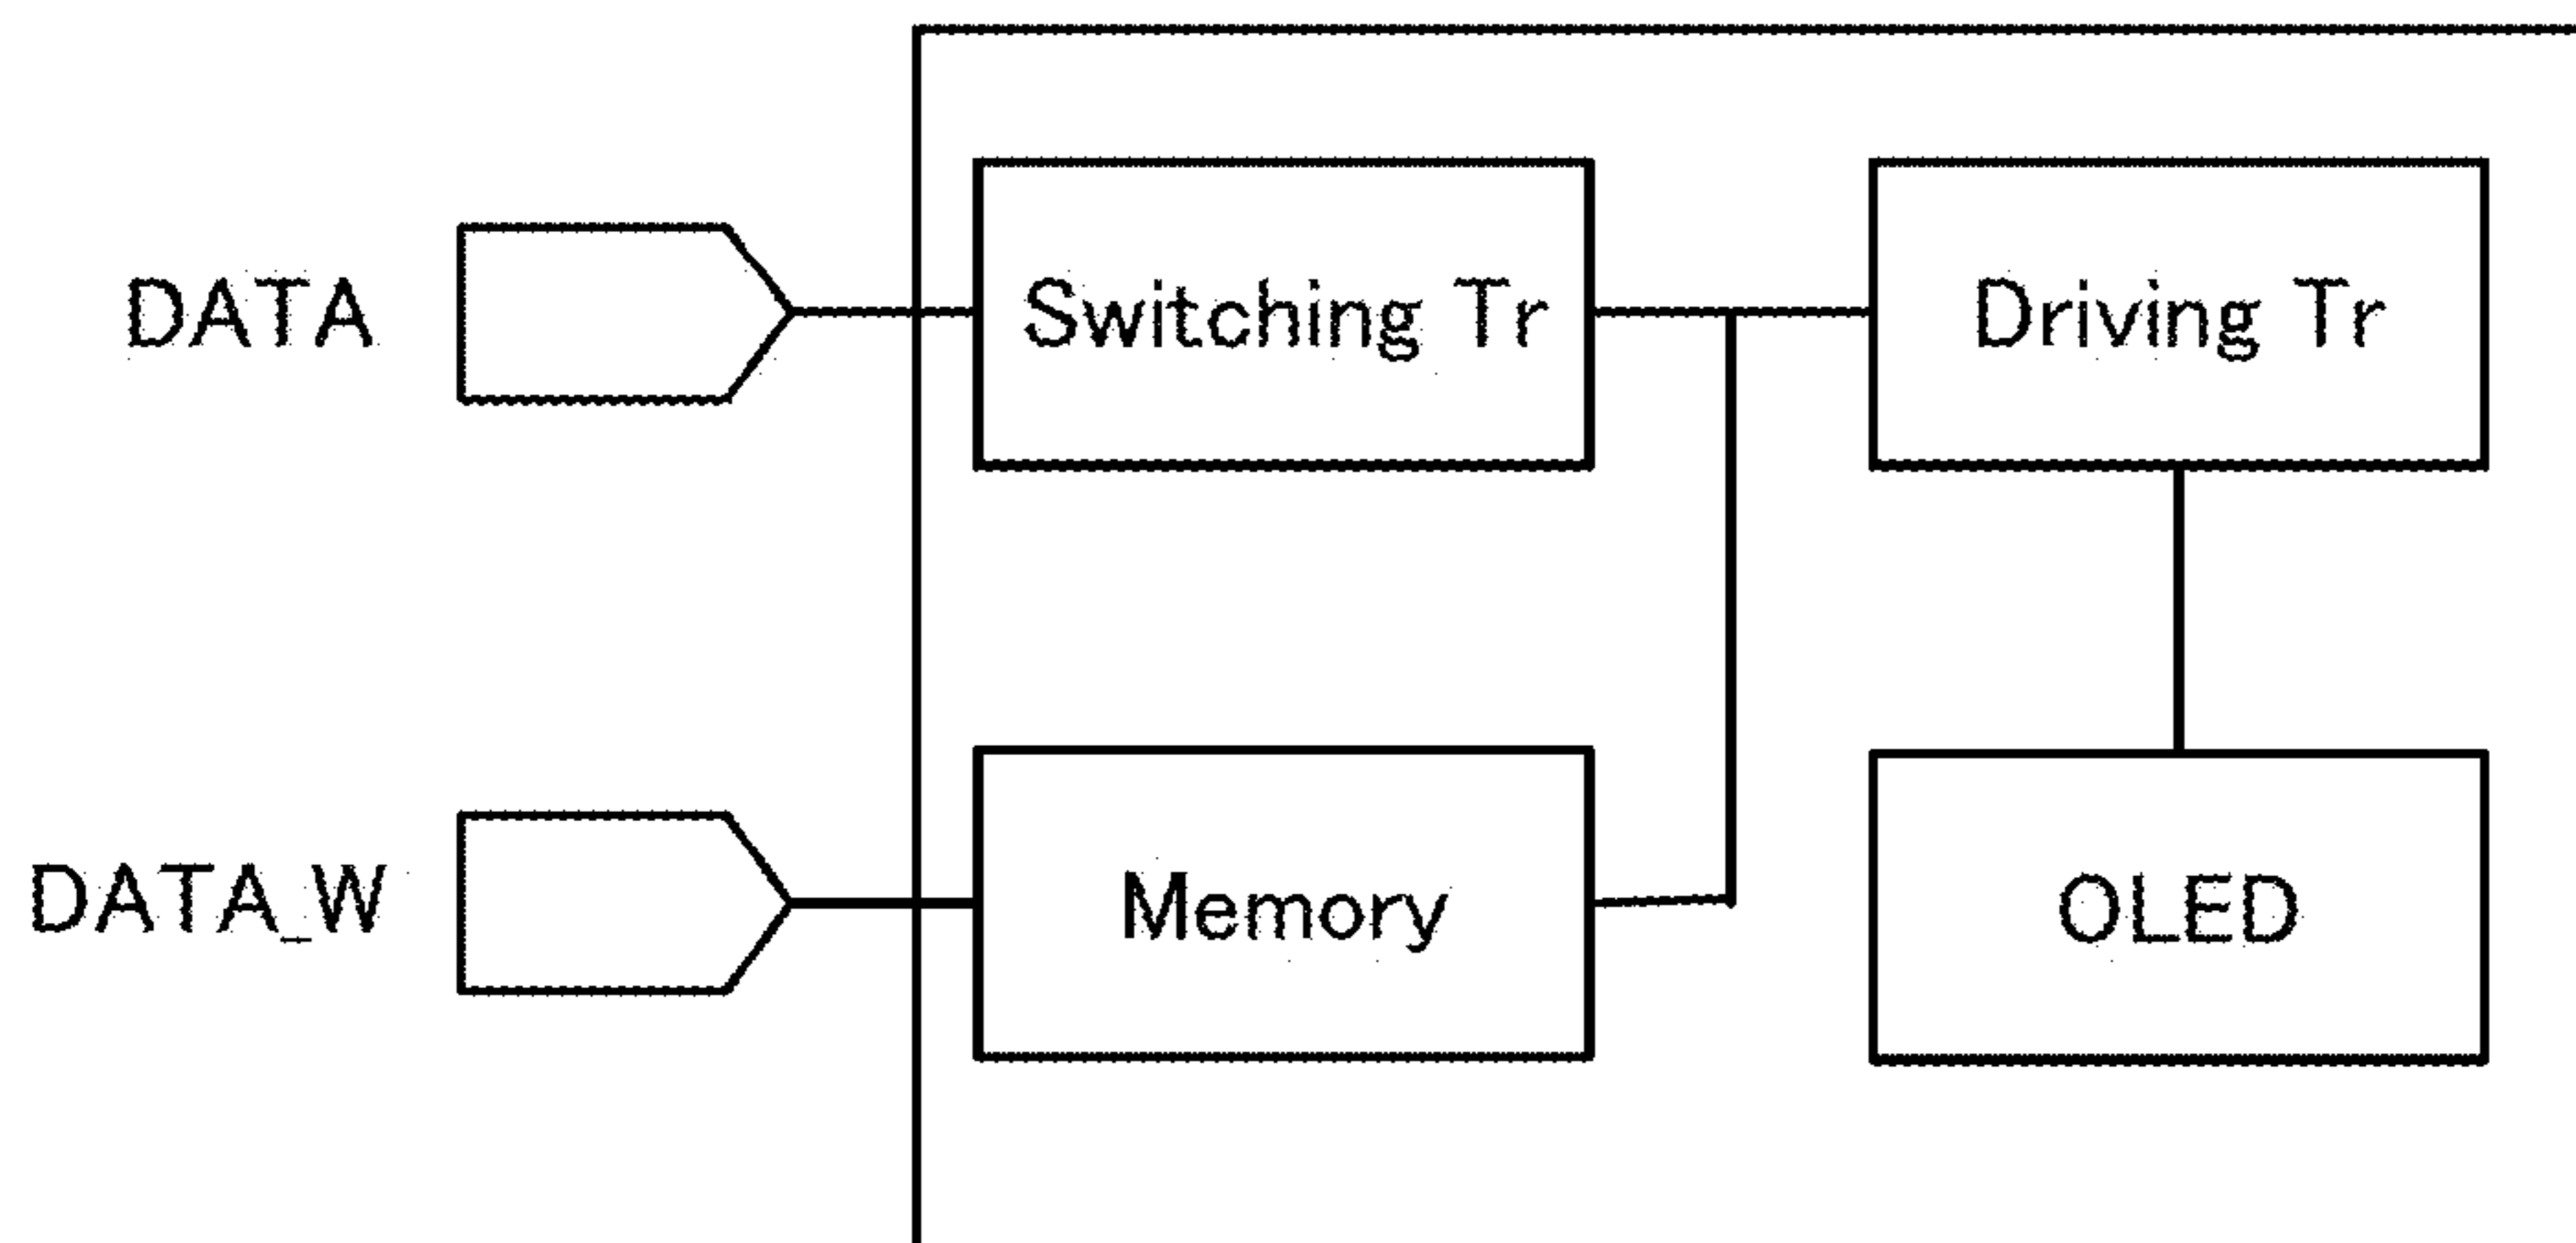 DATA
Switching Tr
Driving Tr
DATA_W
Memory
OLED